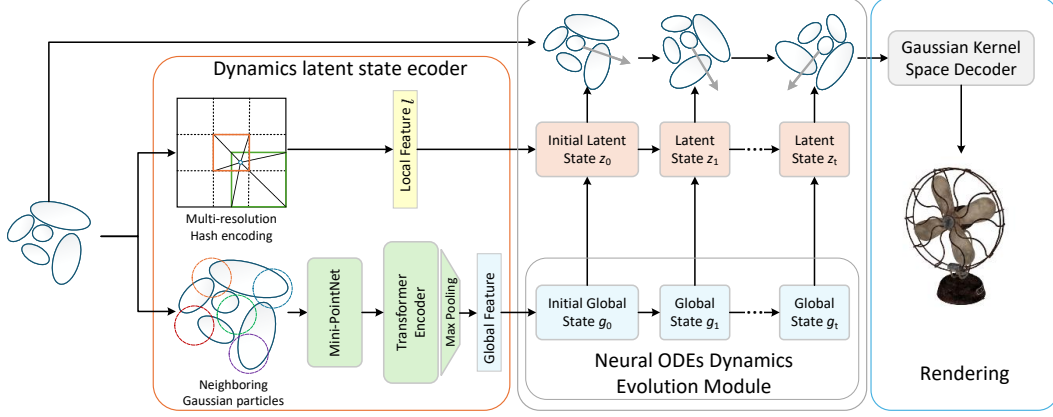 Dynamics latent state ecoder
Multi-resolution
Hash encoding
Local Feature l
Neighboring
Gaussian particles
Mini-PointNet
Transformer
Encoder
Max Pooling
Global Feature
Initial Latent
State z0
Latent
State z1
Latent
State zt
Initial Global
State g0
Global
State g1
Global
State gt
Neural ODEs Dynamics
Evolution Module
Gaussian Kernel
Space Decoder
Rendering